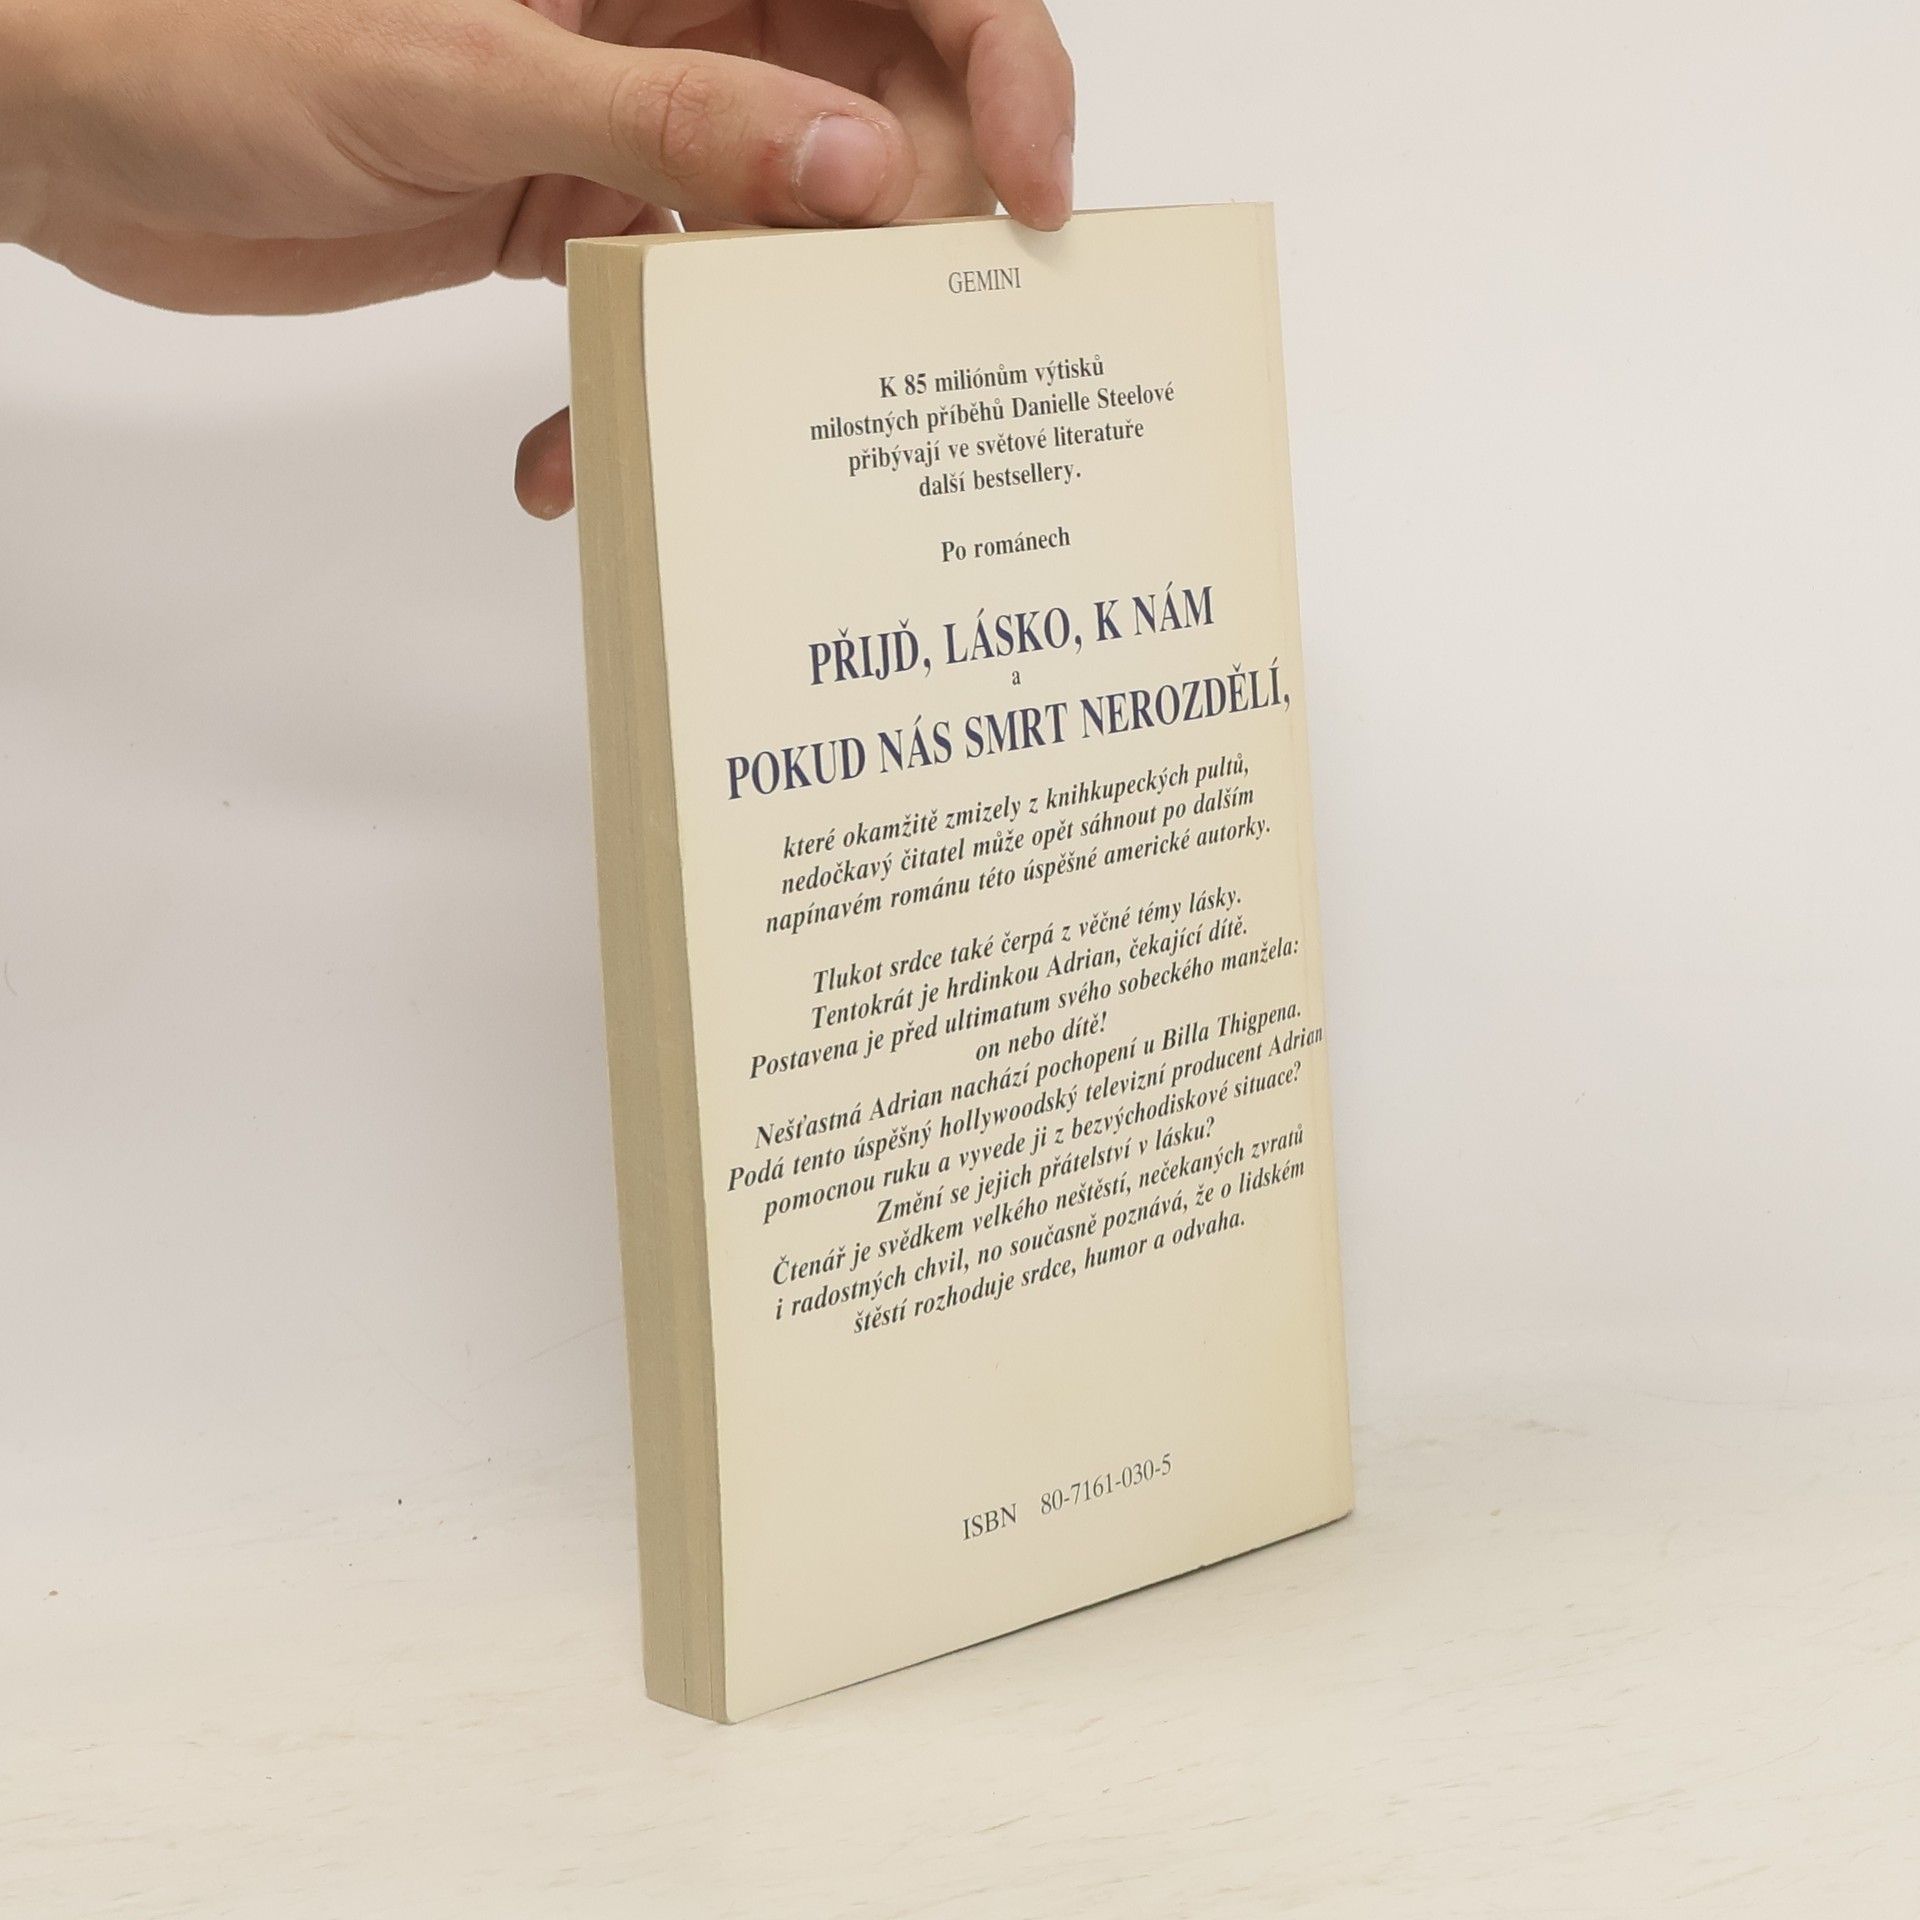 GEMINI
K 85 miliónům výtisků
milostných příběhů Danielle Steelové
přibývají ve světové literatuře
další bestsellery.
Po románech
PŘIJĎ, LÁSKO, K NÁM
a
POKUD NÁS SMRT NEROZDĚLÍ,
které okamžitě zmizely z knihkupeckých pultů,
nedočkavý čitatel může opět sáhnout po dalším
napínavém románu této úspěšné americké autorky.
Tlukot srdce také čerpá z věčné témy lásky.
Tentokrát je hrdinkou Adrian, čekající dítě.
Postavena je před ultimatum svého sobeckého manžela:
on nebo dítě!
Nešťastná Adrian nachází pochopení u Billa Thigpena.
Podá tento úspěšný hollywoodský televizní producent Adrian
pomocnou ruku a vyvede ji z bezvýchodiskové situace?
Změní se jejich přátelství v lásku?
Čtenář je svědkem velkého neštěstí, nečekaných zvratů
i radostných chvil, no současně poznává, že o lidském
štěstí rozhoduje srdce, humor a odvaha.
ISBN 80-7161-030-5